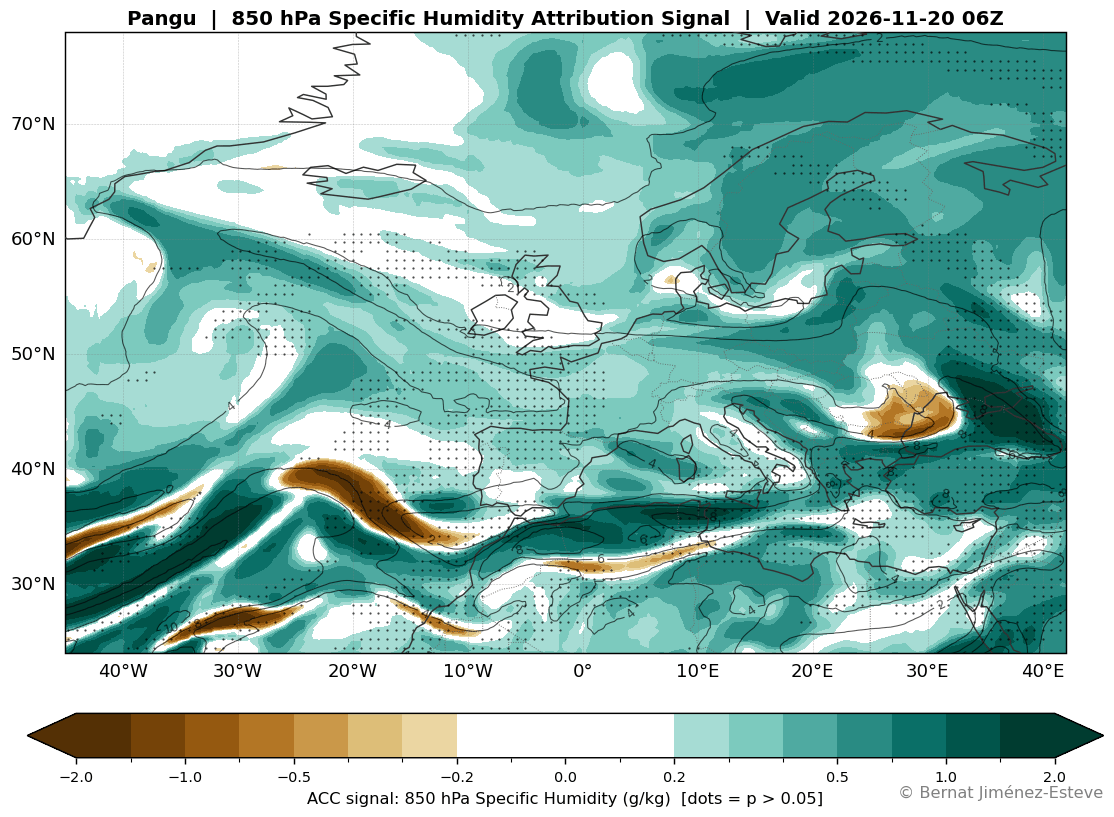 Pangu | 850 hPa Specific Humidity Attribution Signal | Valid 2026-11-20 06Z
70°N
60°N
50°N
40°N
30°N
40°W 30°W 20°W 10°W 0° 10°E 20°E 30°E 40°E
−2.0 −1.0 −0.5 −0.2 0.0 0.2 0.5 1.0 2.0
ACC signal: 850 hPa Specific Humidity (g/kg) [dots = p > 0.05]
© Bernat Jiménez-Esteve